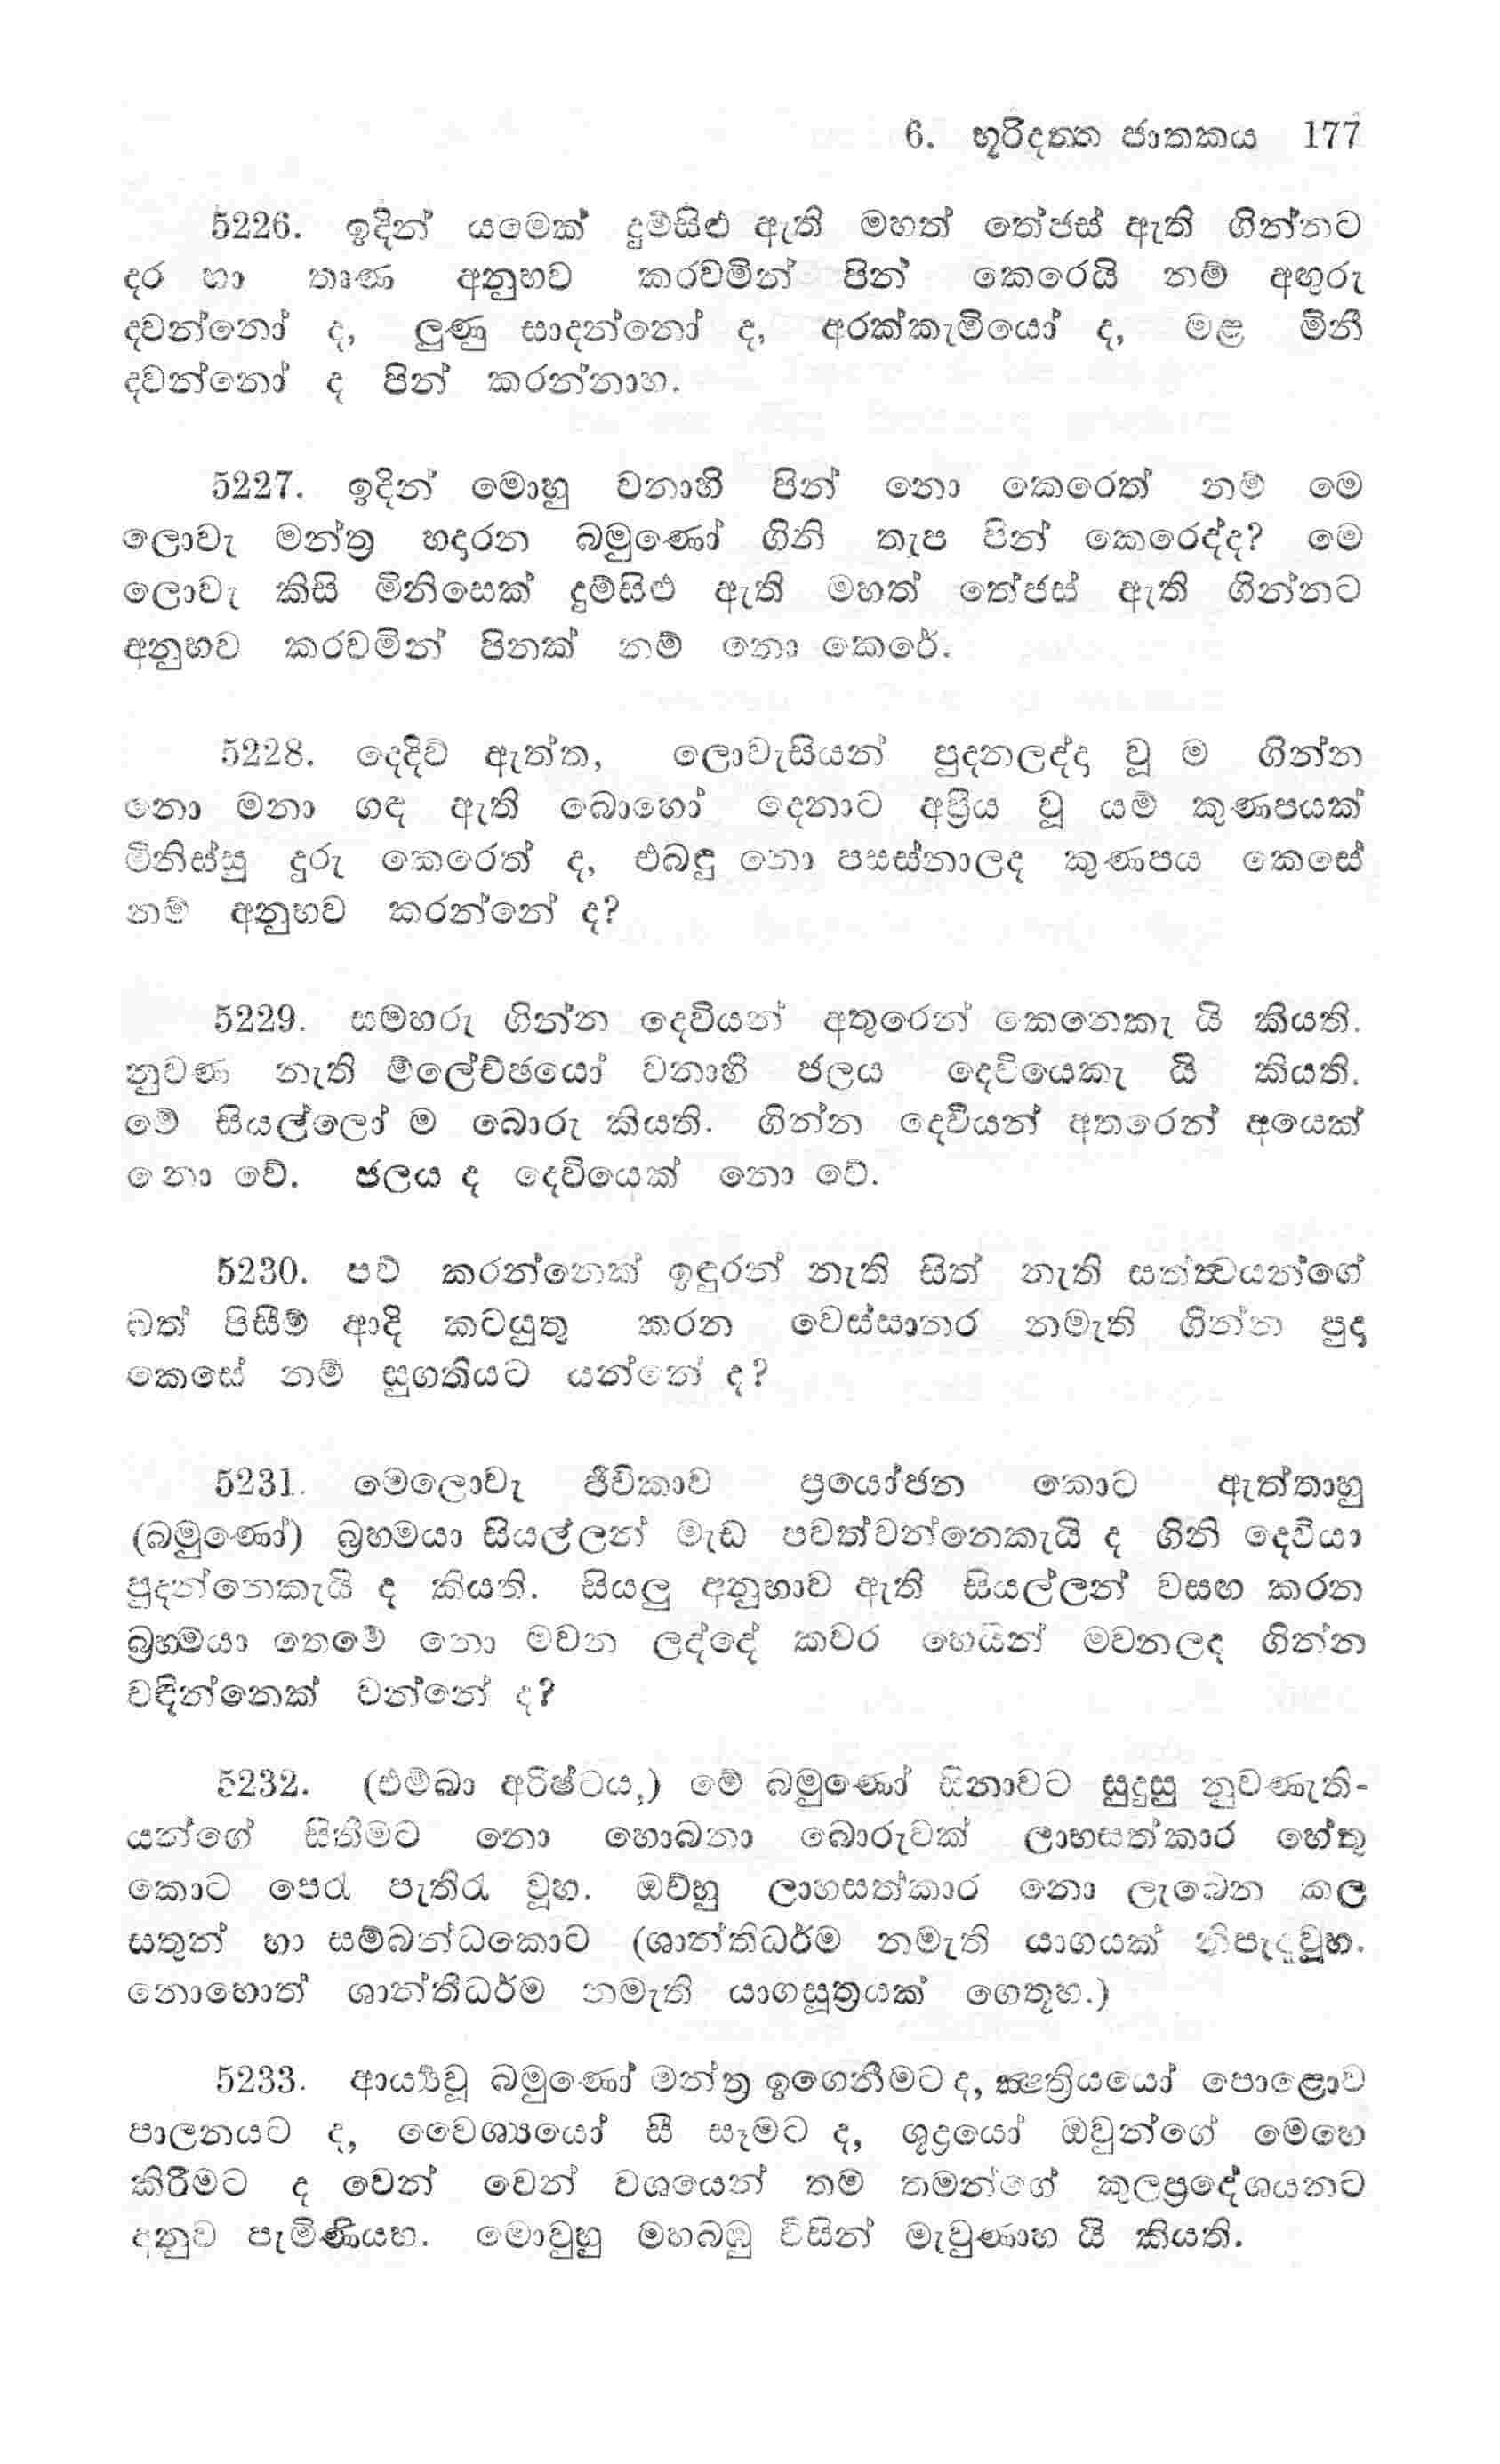 6. භූරිදත්ත ජාතකය 177
5226. ඉදින් යමෙක් දුම්සිළු ඇති මහත් තේජස් ඇති ගින්නට
දර හා තෘණ අනුභව කරවමින් පින් කෙරෙයි නම් අඟුරු
දවන්නෝ ද, ලුණු සාදන්නෝ ද, අරක්කැමියෝ ද, මළ මිනී
දවන්නෝ ද පින් කරන්නාහ.
5227. ඉදින් මොහු වනාහි පින් නො කෙරෙත් නම් මෙ
ලොවැ මන්ත්‍ර හදාරන බමුණෝ ගිනි තැප පින් කෙරෙද්ද? මෙ
ලොවැ කිසි මිනිසෙක් දුම්සිළු ඇති මහත් තේජස් ඇති ගින්නට
අනුභව කරවමින් පිනක් නම් නො කෙරේ.
5228. දෙදිව් ඇත්ත, ලොවැසියන් පුදනලද්දා වූ ම ගින්න
නො මනා ගඳ ඇති බොහෝ දෙනාට අප්‍රිය වූ යම් කුණපයක්
මිනිස්සු දුරු කෙරෙත් ද, එබඳු නො පසස්නාලද කුණපය කෙසේ
නම් අනුභව කරන්නේ ද?
5229. සමහරු ගින්න දෙවියන් අතුරෙන් කෙනෙකැ යි කියති.
නුවණ නැති ම්ලේච්ඡයෝ වනාහි ජලය දෙවියෙකැ යි කියති.
මේ සියල්ලෝ ම බොරු කියති. ගින්න දෙවියන් අතරෙන් අයෙක්
නො වේ. ජලය ද දෙවියෙක් නො වේ.
5230. පව් කරන්නෙක් ඉඳුරන් නැති සිත් නැති සත්ත්‍වයන්ගේ
බත් පිසීම් ආදි කටයුතු කරන වෙස්සානර නමැති ගින්න පුදා
කෙසේ නම් සුගතියට යන්නේ ද?
5231. මෙලොවැ ජීවිකාව ප්‍රයෝජන කොට ඇත්තාහු
(බමුණෝ) බ්‍රහ්මයා සියල්ලන් මැඩ පවත්වන්නෙකැයි ද ගිනි දෙවියා
පුදන්නෙකැයි ද කියති. සියලු අනුභාව ඇති සියල්ලන් වසඟ කරන
බ්‍රහ්මයා තෙමේ නො මවන ලද්දේ කවර හෙයින් මවනලද ගින්න
වඳින්නෙක් වන්නේ ද?
5232. (එම්බා අරිෂ්ටය,) මේ බමුණෝ සිනාවට සුදුසු නුවණැති-
යන්ගේ සිතීමට නො හොබනා බොරුවක් ලාභසත්කාර හේතු
කොට පෙරැ පැතිරැ වූහ. ඔව්හු ලාභසත්කාර නො ලැබෙන කල
සතුන් හා සම්බන්ධකොට (ශාන්තිධර්ම නමැති යාගයක් නිපැදවූහ.
නොහොත් ශාන්තිධර්ම නමැති යාගසූත්‍රයක් ගෙතූහ.)
5233. ආර්‍ය්‍යවූ බමුණෝ මන්ත්‍ර ඉගෙනීමට ද, ක්‍ෂත්‍රියයෝ පොළොව
පාලනයට ද, වෛශ්‍යයෝ සී සෑමට ද, ශුද්‍රයෝ ඔවුන්ගේ මෙහෙ
කිරීමට ද වෙන් වෙන් වශයෙන් තම තමන්ගේ කුලප්‍රදේශයනට
අනුව පැමිණියහ. මොවුහු මහබඹු විසින් මැවුණාහ යි කියති.